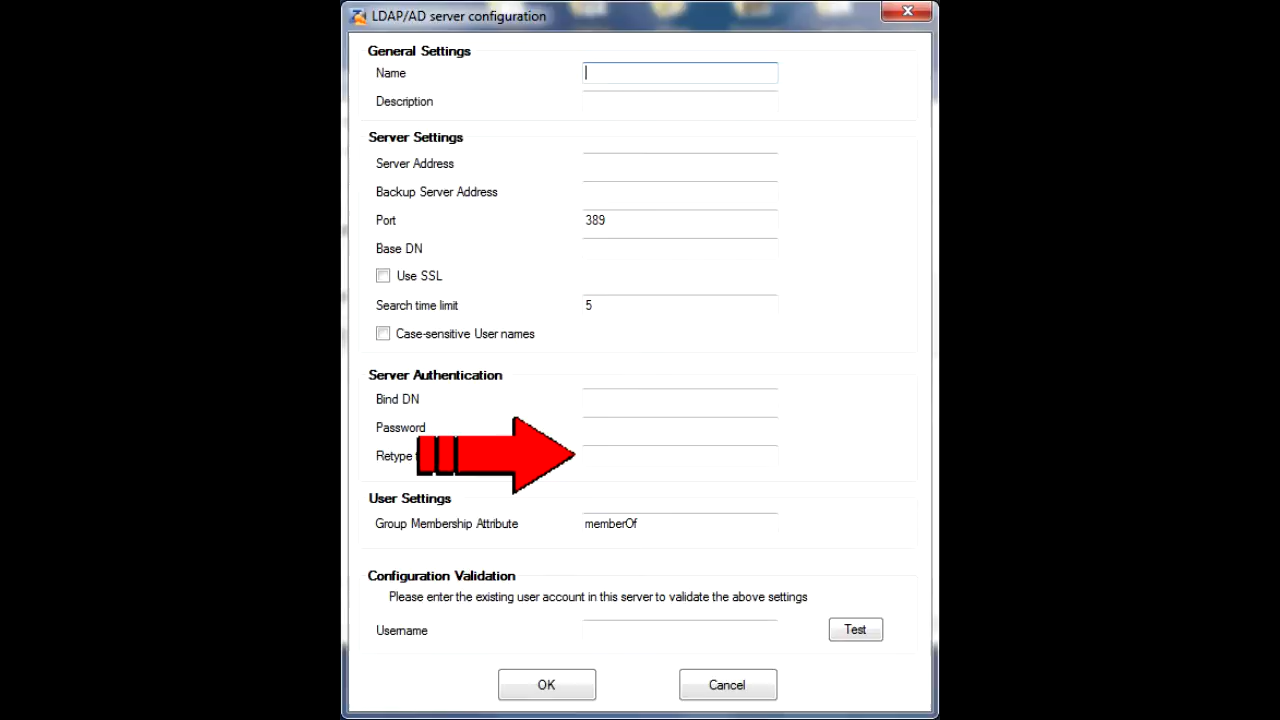 LDAP/AD server configuration
General Settings
Name
Description
Server Settings
Server Address
Backup Server Address
Port 389
Base DN
Use SSL
Search time limit 5
Case-sensitive User names
Server Authentication
Bind DN
Password
Retype
User Settings
Group Membership Attribute memberOf
Configuration Validation
Please enter the existing user account in this server to validate the above settings
Username Test
OK Cancel